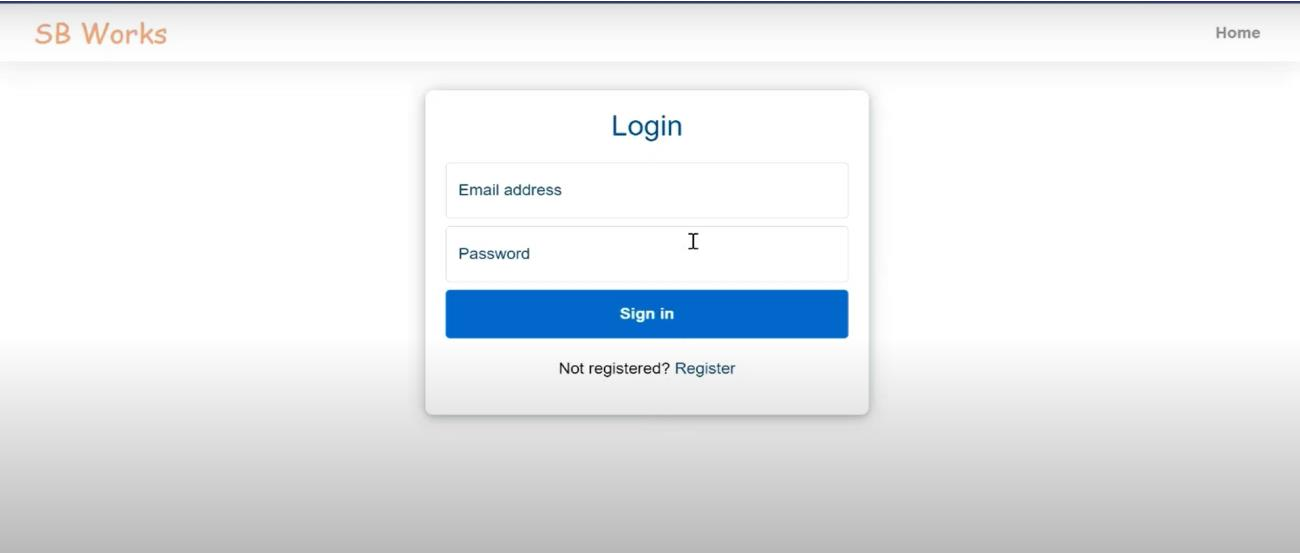 SB Works
Home
Login
Email address
Password
Sign in
Not registered? Register